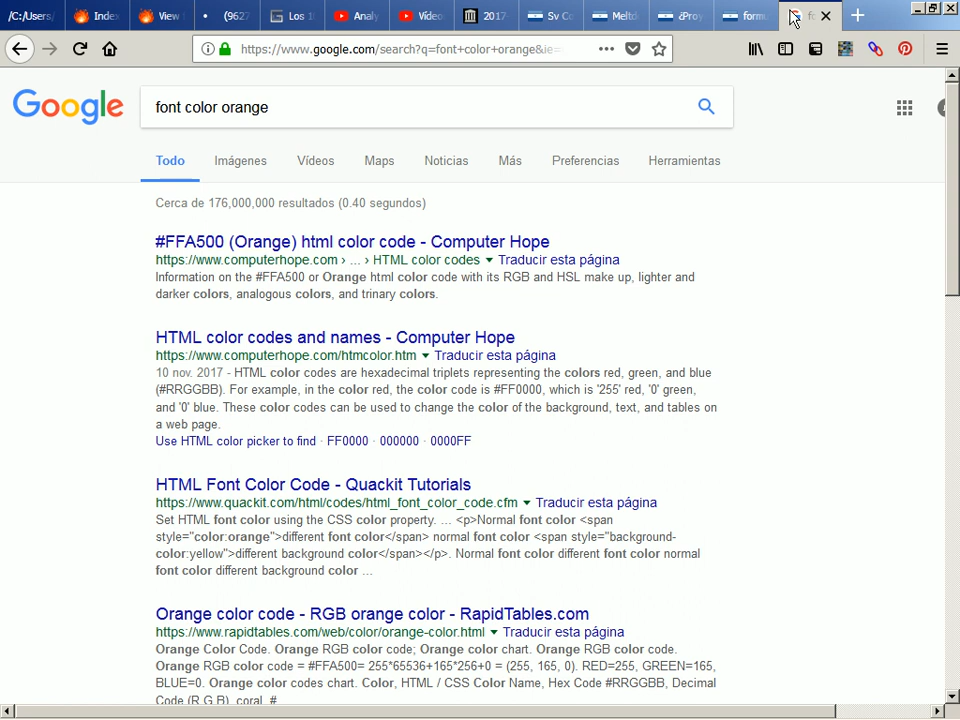 /C:/Users/
Index
View
(9627
Los 1
Analy
Vídeo
2017-
Sv Co
Meltd
¿Proy
formu
fo
https://www.google.com/search?q=font+color+orange&ie=
Google
font color orange
Todo Imágenes Vídeos Maps Noticias Más Preferencias Herramientas
Cerca de 176,000,000 resultados (0.40 segundos)
#FFA500 (Orange) html color code - Computer Hope
https://www.computerhope.com › ... › HTML color codes ▾ Traducir esta página
Information on the #FFA500 or Orange html color code with its RGB and HSL make up, lighter and
darker colors, analogous colors, and trinary colors.
HTML color codes and names - Computer Hope
https://www.computerhope.com/htmcolor.htm ▾ Traducir esta página
10 nov. 2017 - HTML color codes are hexadecimal triplets representing the colors red, green, and blue
(#RRGGBB). For example, in the color red, the color code is #FF0000, which is '255' red, '0' green,
and '0' blue. These color codes can be used to change the color of the background, text, and tables on
a web page.
Use HTML color picker to find · FF0000 · 000000 · 0000FF
HTML Font Color Code - Quackit Tutorials
https://www.quackit.com/html/codes/html_font_color_code.cfm ▾ Traducir esta página
Set HTML font color using the CSS color property. ... <p>Normal font color <span
style="color:orange">different font color</span> normal font color <span style="background-
color:yellow">different background color</span></p>. Normal font color different font color normal
font color different background color ...
Orange color code - RGB orange color - RapidTables.com
https://www.rapidtables.com/web/color/orange-color.html ▾ Traducir esta página
Orange Color Code. Orange RGB color code; Orange color chart. Orange RGB color code.
Orange RGB color code = #FFA500= 255*65536+165*256+0 = (255, 165, 0). RED=255, GREEN=165,
BLUE=0. Orange color codes chart. Color, HTML / CSS Color Name, Hex Code #RRGGBB, Decimal
Code (R,G,B). coral, #